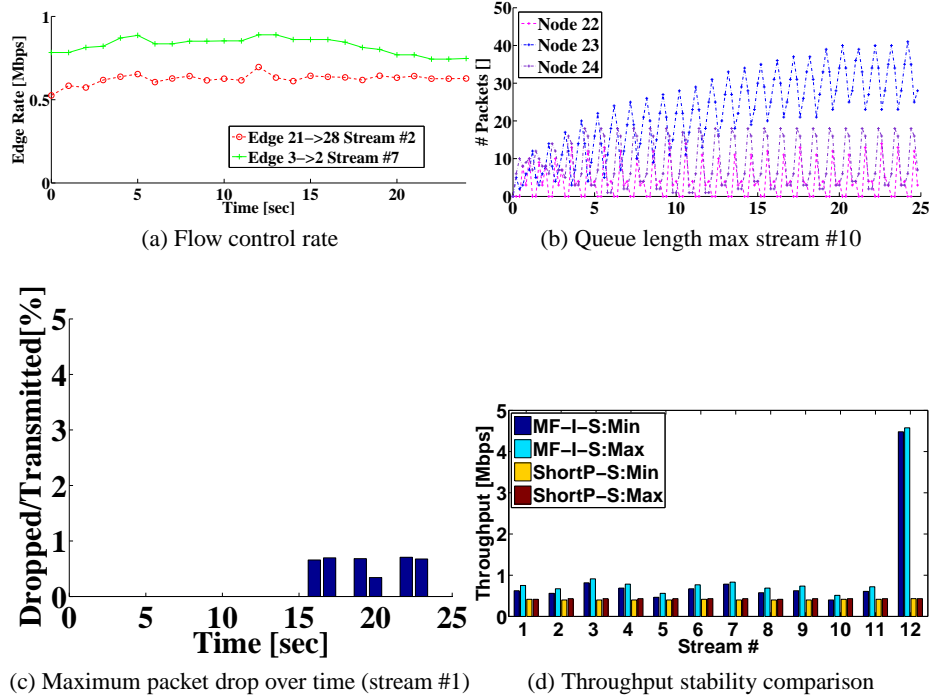 1
0.5
0
0 5 10 15 20
Edge Rate [Mbps]
Time [sec]
Edge 21->28 Stream #2
Edge 3->2 Stream #7
(a) Flow control rate
50
40
30
20
10
0
0 5 10 15 20 25
# Packets []
Time [sec]
Node 22
Node 23
Node 24
(b) Queue length max stream #10
5
4
3
2
1
0
0 5 10 15 20 25
Dropped/Transmitted[%]
Time [sec]
(c) Maximum packet drop over time (stream #1)
5
4
3
2
1
0
1 2 3 4 5 6 7 8 9 10 11 12
Throughput [Mbps]
Stream #
MF-I-S:Min
MF-I-S:Max
ShortP-S:Min
ShortP-S:Max
(d) Throughput stability comparison